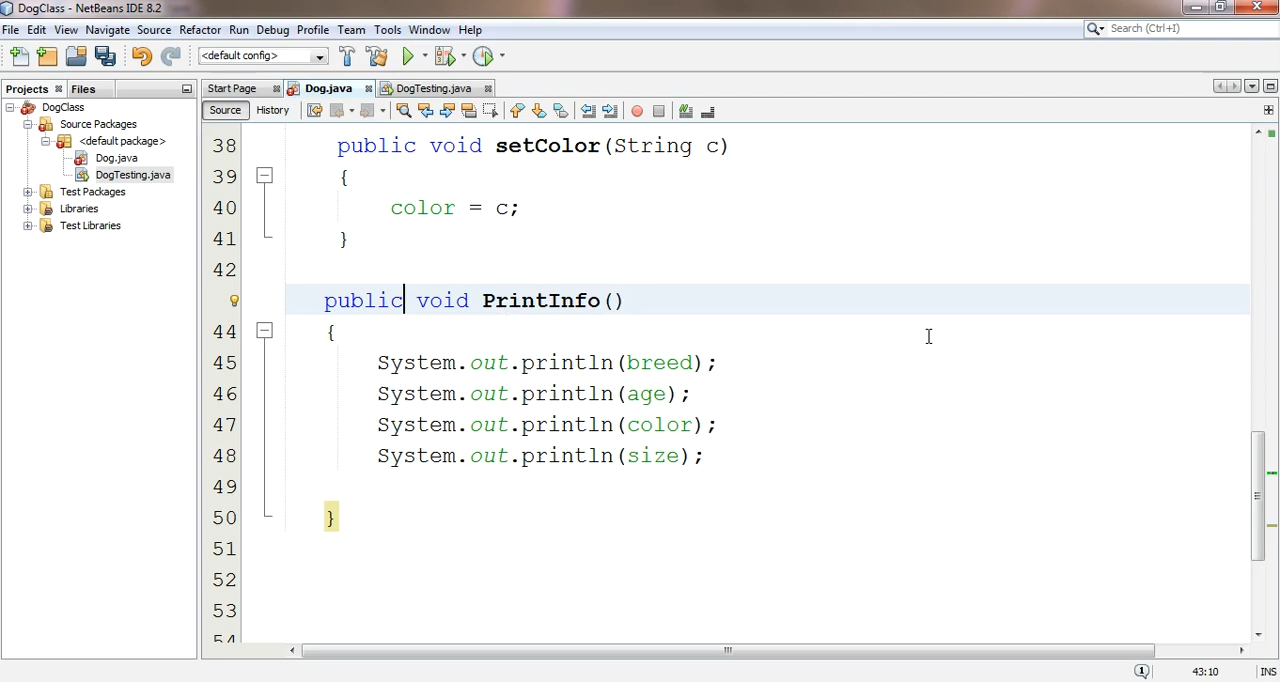 DogClass - NetBeans IDE 8.2
File Edit View Navigate Source Refactor Run Debug Profile Team Tools Window Help
Search (Ctrl+I)
<default config>
Projects Files
Start Page Dog.java DogTesting.java
Source History
DogClass
Source Packages
<default package>
Dog.java
DogTesting.java
Test Packages
Libraries
Test Libraries
38 public void setColor(String c)
39 {
40 color = c;
41 }
42
public void PrintInfo()
44 {
45 System.out.println(breed);
46 System.out.println(age);
47 System.out.println(color);
48 System.out.println(size);
49
50 }
51
52
53
54
1
43:10 INS